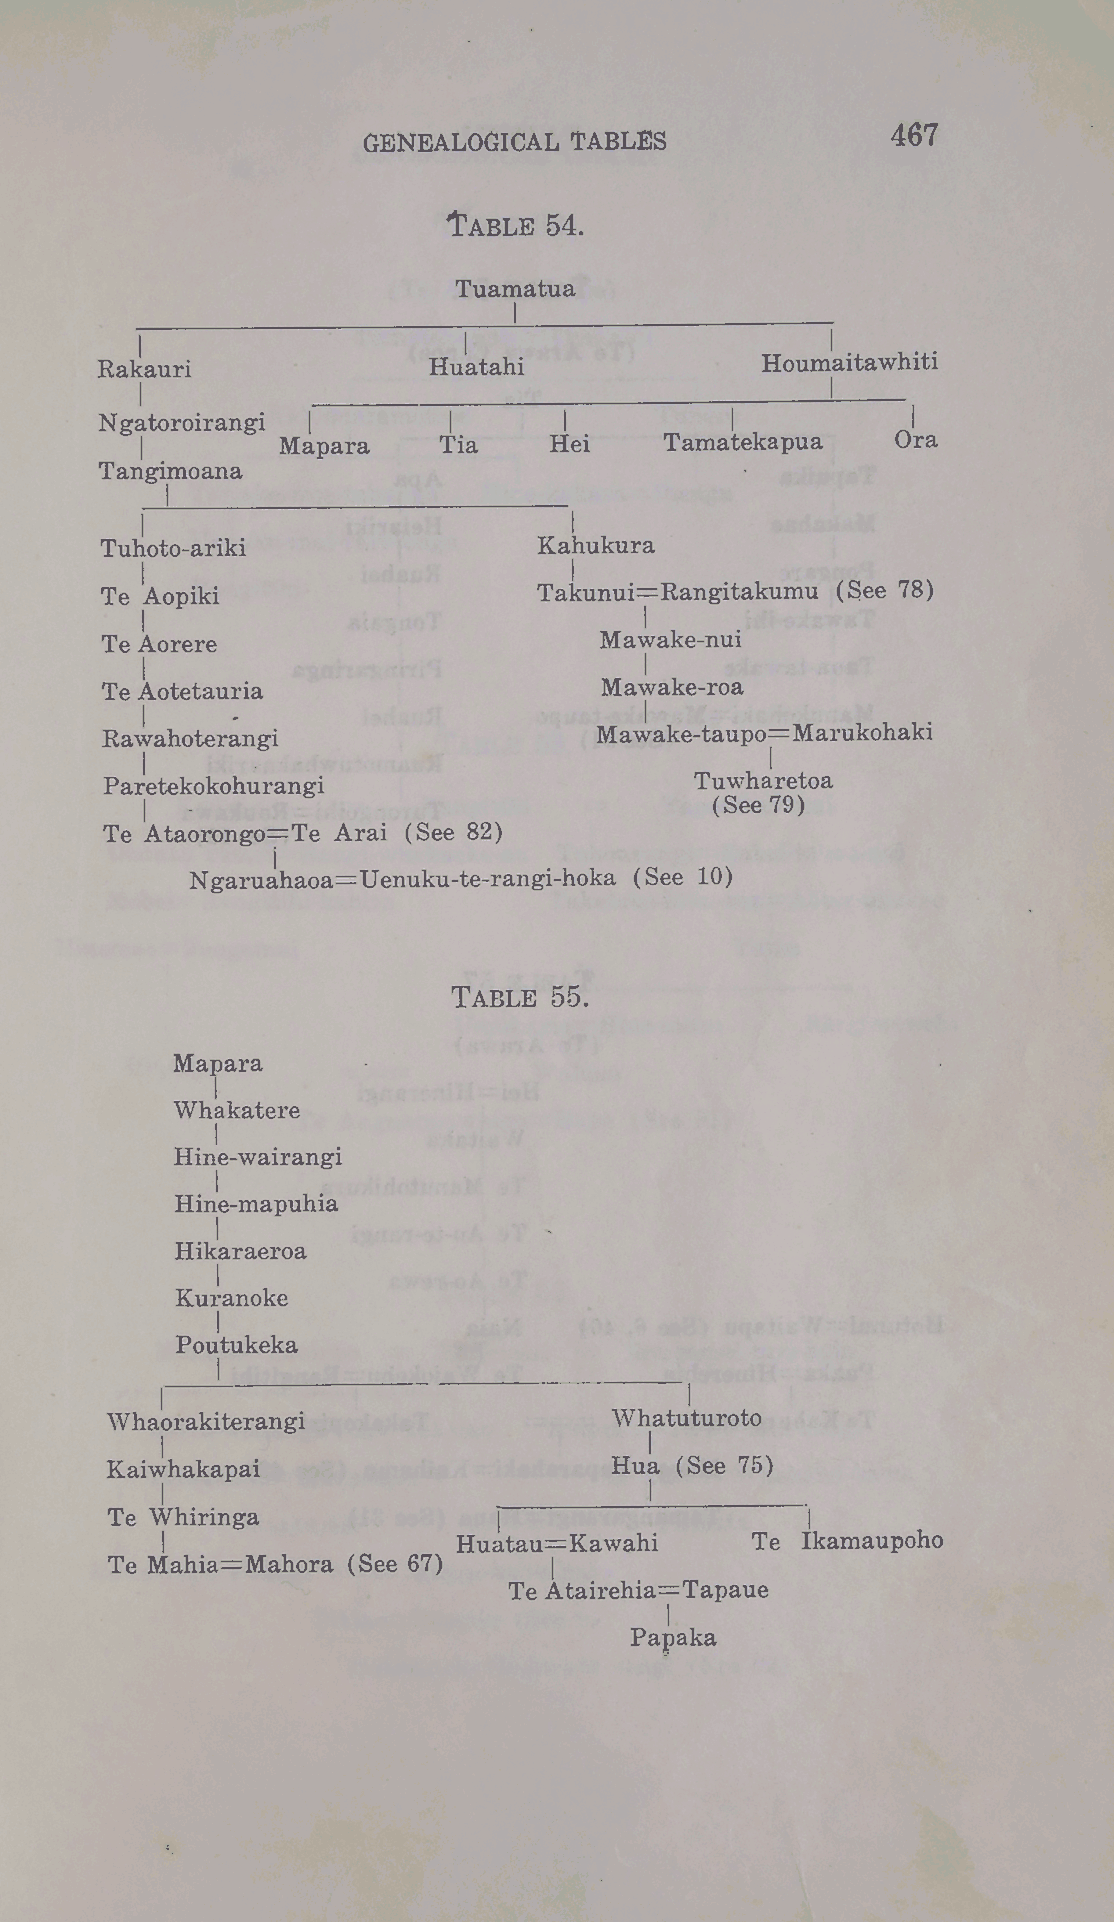 GENEALOGICAL TABLES 467
TABLE 54.
Tuamatua
Rakauri Huatahi Houmaitawhiti
Ngatoroirangi
Mapara Tia Hei Tamatekapua Ora
Tangimoana
Tuhoto-ariki Kahukura
Te Aopiki Takunui=Rangitakumu (See 78)
Te Aorere Mawake-nui
Te Aotetauria Mawake-roa
Rawahoterangi Mawake-taupo=Marukohaki
Paretekokohurangi Tuwharetoa
(See 79)
Te Ataorongo=Te Arai (See 82)
Ngaruahaoa=Uenuku-te-rangi-hoka (See 10)
TABLE 55.
Mapara
Whakatere
Hine-wairangi
Hine-mapuhia
Hikaraeroa
Kuranoke
Poutukeka
Whaorakiterangi Whatuturoto
Kaiwhakapai Hua (See 75)
Te Whiringa
Huatau=Kawahi Te Ikamaupoho
Te Mahia=Mahora (See 67)
Te Atairehia=Tapaue
Papaka